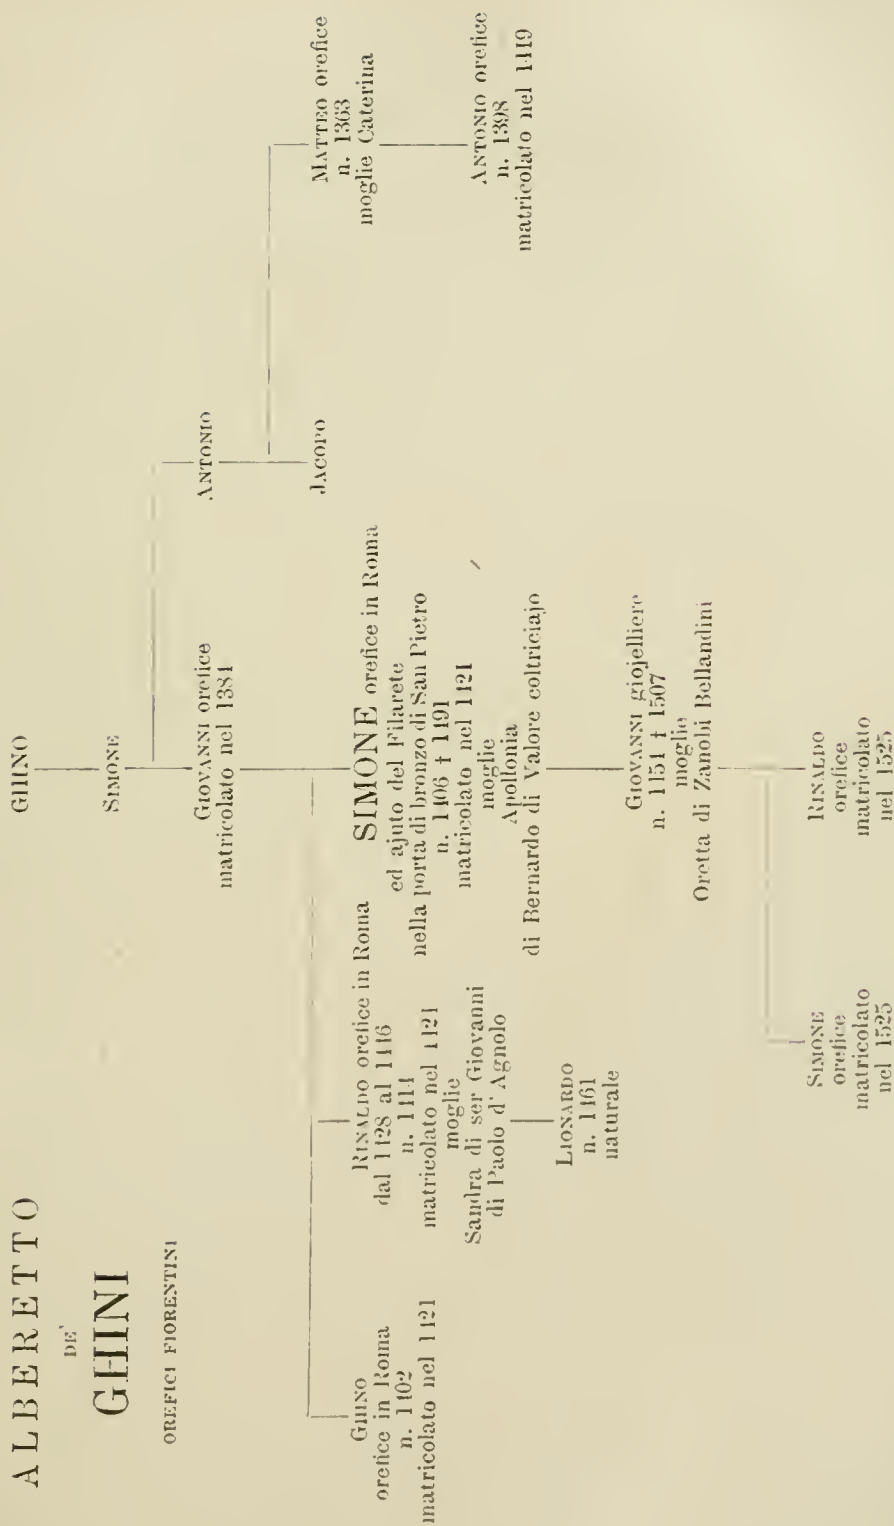 ALBERETTO
DE'
GHINI
OREFICI FIORENTINI
GHINO
SIMONE
GIOVANNI orefice
matricolato nel 1384
ANTONIO
JACOPO
MATTEO orefice
n. 1363
moglie Caterina
ANTONIO orefice
n. 1398
matricolato nel 1419
GHINO
orefice in Roma
n. 1402
matricolato nel 1421
RINALDO orefice in Roma
dal 1428 al 1446
n. 1414
matricolato nel 1421
moglie
Sandra di ser Giovanni
di Paolo d'Agnolo
LIONARDO
n. 1461
naturale
SIMONE orefice in Roma
ed ajuto del Filarete
nella porta di bronzo di San Pietro
n. 1406 † 1491
matricolato nel 1421
moglie
Apollonia
di Bernardo di Valore coltriciajo
GIOVANNI giojelliere
n. 1451 † 1507
moglie
Oretta di Zanobi Bellandini
SIMONE
orefice
matricolato
nel 1525
RINALDO
orefice
matricolato
nel 1525